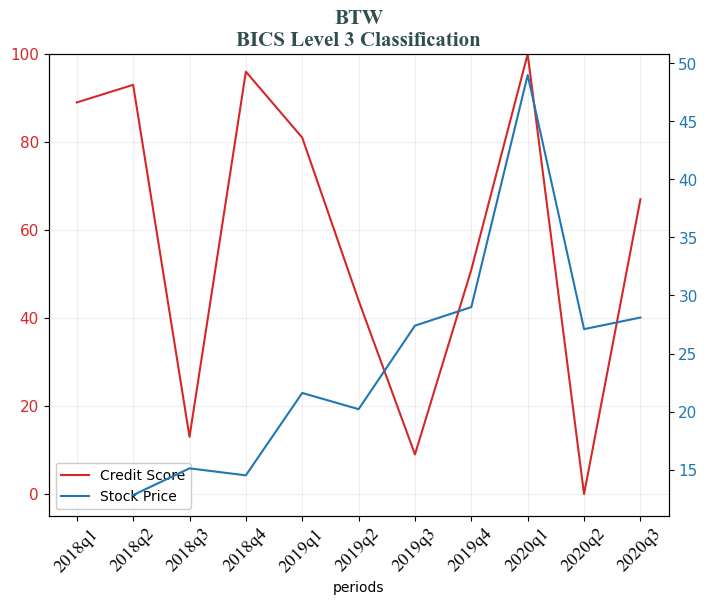 BTW
BICS Level 3 Classification
100
80
60
40
20
0
50
45
40
35
30
25
20
15
Credit Score
Stock Price
2018q1
2018q2
2018q3
2018q4
2019q1
2019q2
2019q3
2019q4
2020q1
2020q2
2020q3
periods